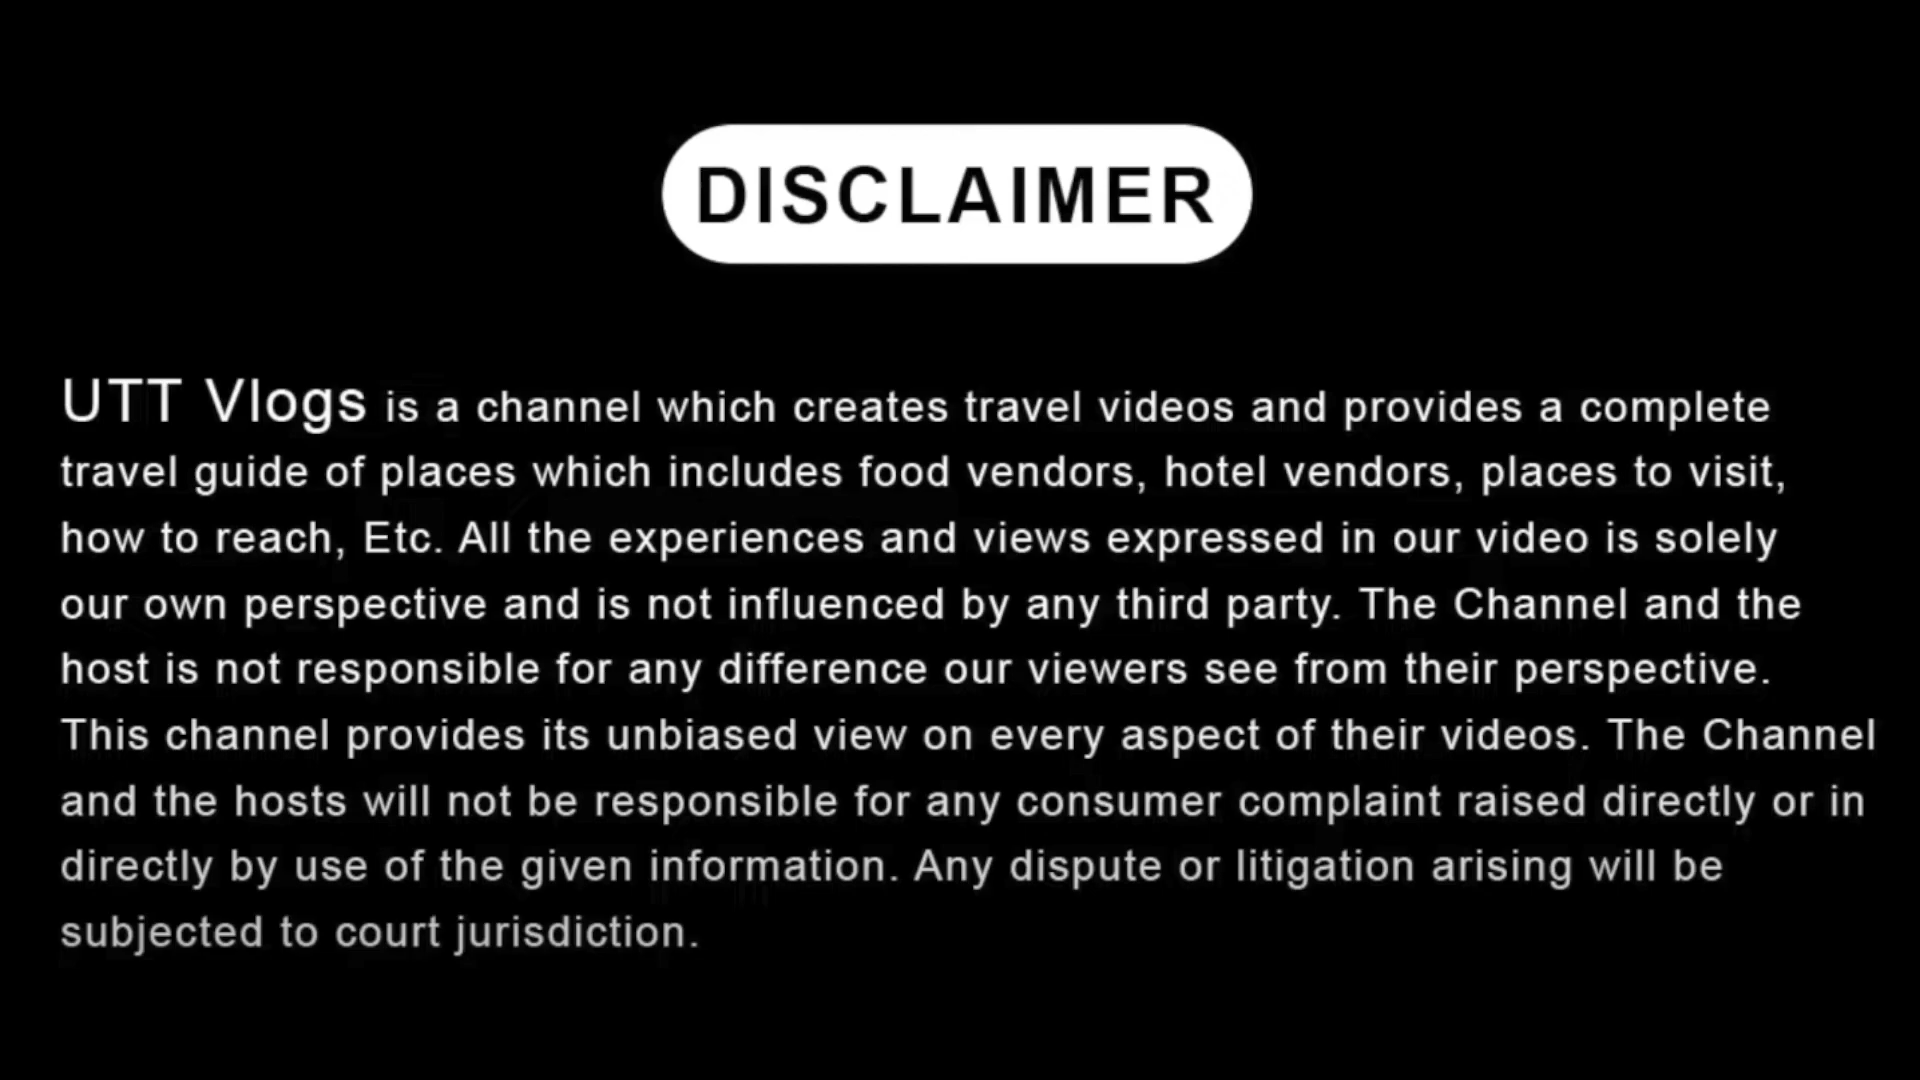 DISCLAIMER
UTT Vlogs is a channel which creates travel videos and provides a complete
travel guide of places which includes food vendors, hotel vendors, places to visit,
how to reach, Etc. All the experiences and views expressed in our video is solely
our own perspective and is not influenced by any third party. The Channel and the
host is not responsible for any difference our viewers see from their perspective.
This channel provides its unbiased view on every aspect of their videos. The Channel
and the hosts will not be responsible for any consumer complaint raised directly or in
directly by use of the given information. Any dispute or litigation arising will be
subjected to court jurisdiction.